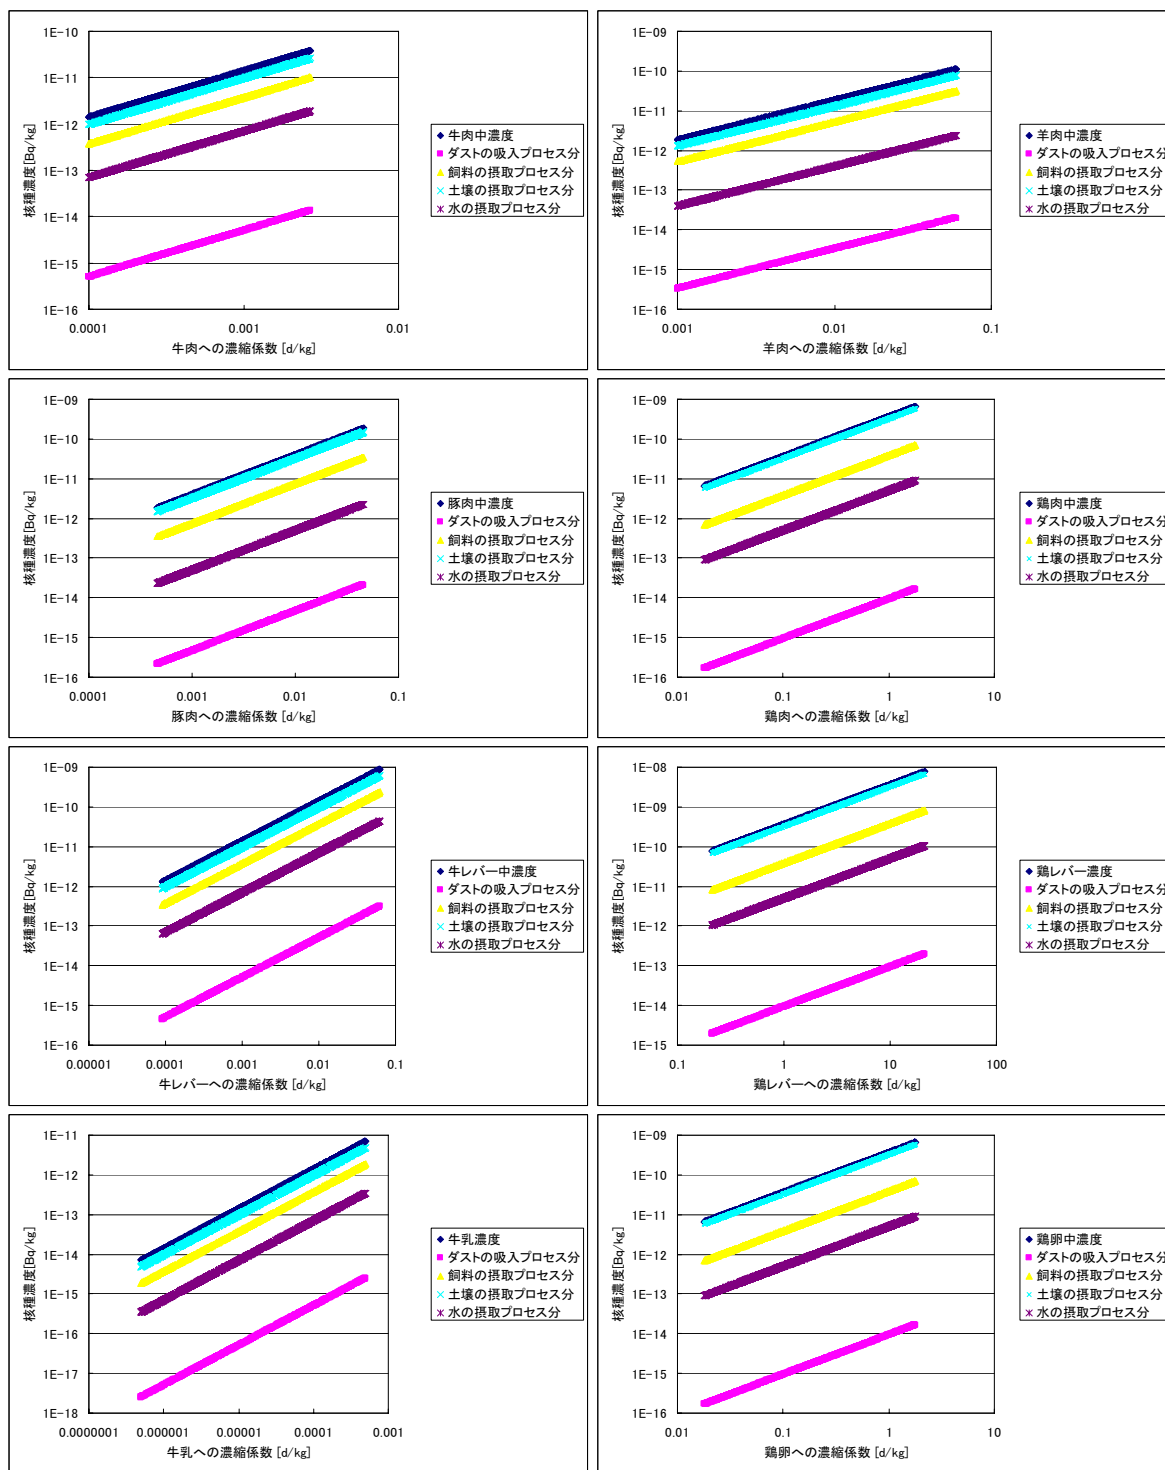 1E-10
1E-11
1E-12
1E-13
1E-14
1E-15
1E-16
核種濃度[Bq/kg]
0.0001
0.001
0.01
牛肉への濃縮係数 [d/kg]
牛肉中濃度
ダストの吸入プロセス分
飼料の摂取プロセス分
土壌の摂取プロセス分
水の摂取プロセス分
1E-09
1E-10
1E-11
1E-12
1E-13
1E-14
1E-15
1E-16
核種濃度[Bq/kg]
0.001
0.01
0.1
羊肉への濃縮係数 [d/kg]
羊肉中濃度
ダストの吸入プロセス分
飼料の摂取プロセス分
土壌の摂取プロセス分
水の摂取プロセス分
1E-09
1E-10
1E-11
1E-12
1E-13
1E-14
1E-15
1E-16
核種濃度[Bq/kg]
0.0001
0.001
0.01
0.1
豚肉への濃縮係数 [d/kg]
豚肉中濃度
ダストの吸入プロセス分
飼料の摂取プロセス分
土壌の摂取プロセス分
水の摂取プロセス分
1E-09
1E-10
1E-11
1E-12
1E-13
1E-14
1E-15
1E-16
核種濃度[Bq/kg]
0.01
0.1
1
10
鶏肉への濃縮係数 [d/kg]
鶏肉中濃度
ダストの吸入プロセス分
飼料の摂取プロセス分
土壌の摂取プロセス分
水の摂取プロセス分
1E-09
1E-10
1E-11
1E-12
1E-13
1E-14
1E-15
1E-16
核種濃度[Bq/kg]
0.00001
0.0001
0.001
0.01
0.1
牛レバーへの濃縮係数 [d/kg]
牛レバー中濃度
ダストの吸入プロセス分
飼料の摂取プロセス分
土壌の摂取プロセス分
水の摂取プロセス分
1E-08
1E-09
1E-10
1E-11
1E-12
1E-13
1E-14
1E-15
核種濃度[Bq/kg]
0.1
1
10
100
鶏レバーへの濃縮係数 [d/kg]
鶏レバー濃度
ダストの吸入プロセス分
飼料の摂取プロセス分
土壌の摂取プロセス分
水の摂取プロセス分
1E-11
1E-12
1E-13
1E-14
1E-15
1E-16
1E-17
1E-18
核種濃度[Bq/kg]
0.0000001
0.000001
0.00001
0.0001
0.001
牛乳への濃縮係数 [d/kg]
牛乳濃度
ダストの吸入プロセス分
飼料の摂取プロセス分
土壌の摂取プロセス分
水の摂取プロセス分
1E-09
1E-10
1E-11
1E-12
1E-13
1E-14
1E-15
1E-16
核種濃度[Bq/kg]
0.01
0.1
1
10
鶏卵への濃縮係数 [d/kg]
鶏卵中濃度
ダストの吸入プロセス分
飼料の摂取プロセス分
土壌の摂取プロセス分
水の摂取プロセス分